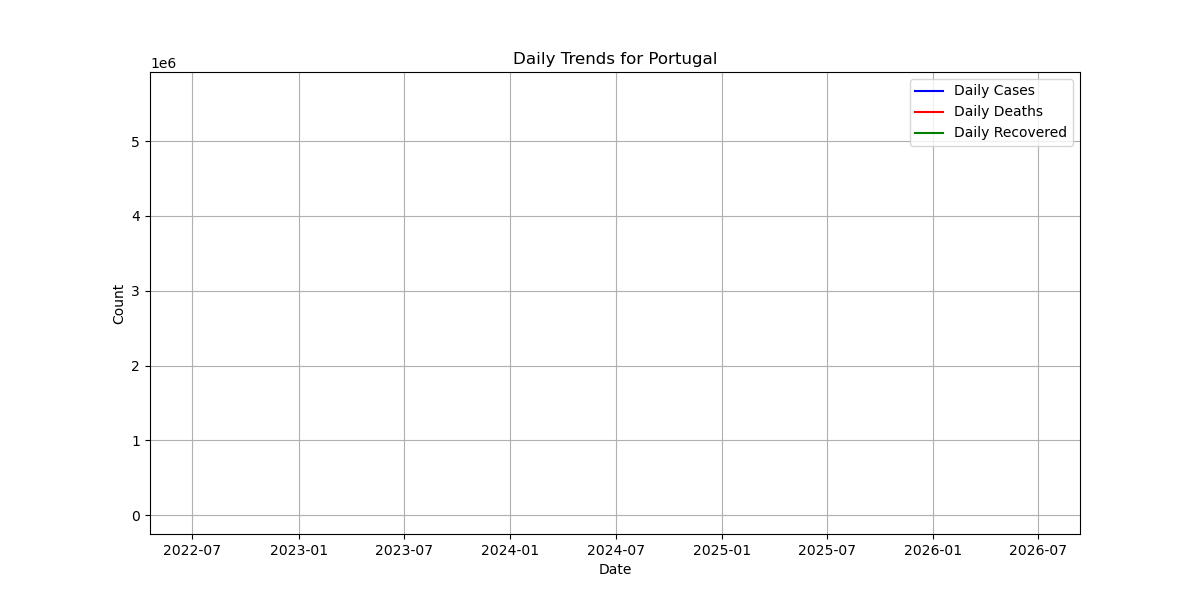 Daily Trends for Portugal
1e6
Daily Cases
Daily Deaths
Daily Recovered
5
4
3
2
1
0
Count
2022-07 2023-01 2023-07 2024-01 2024-07 2025-01 2025-07 2026-01 2026-07
Date